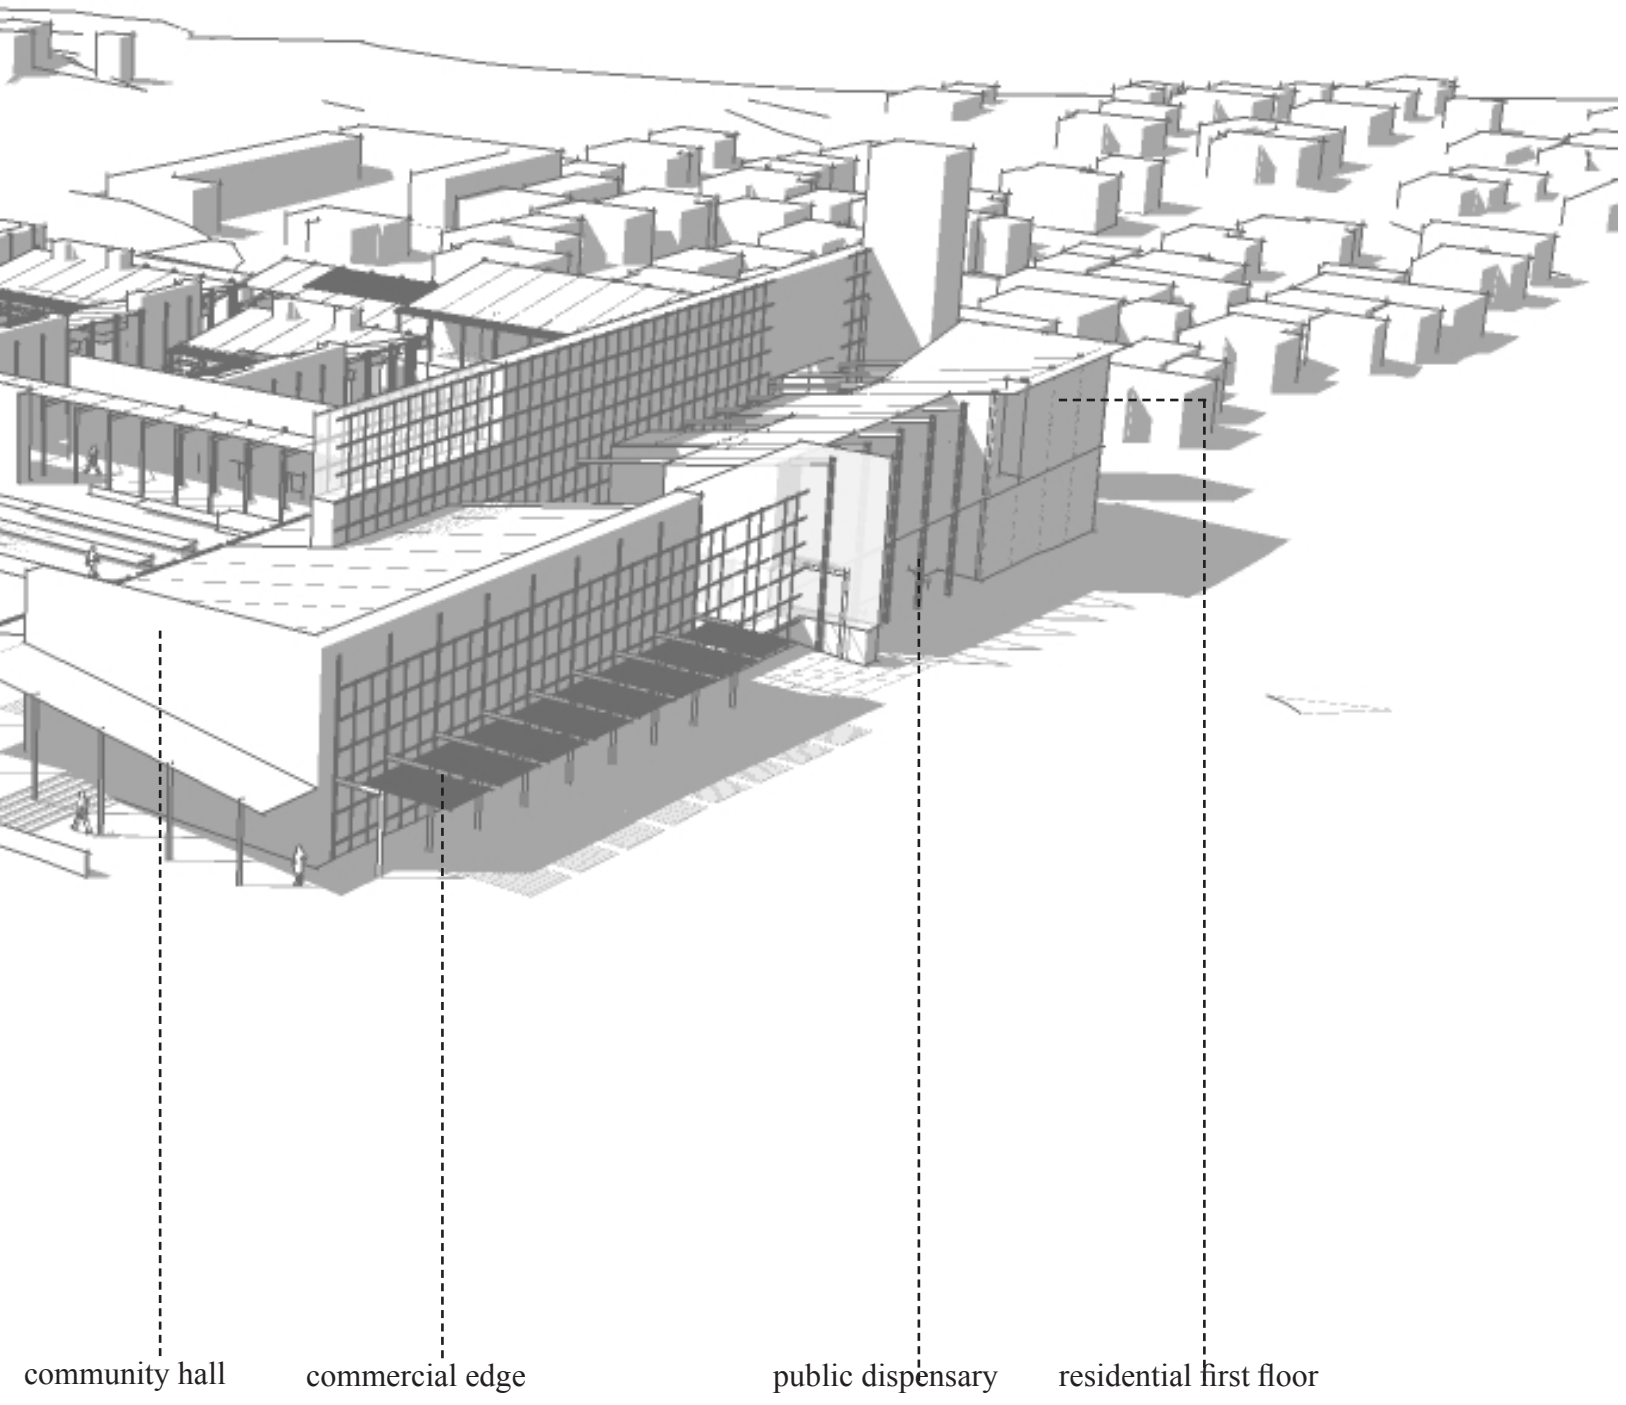 community hall
commercial edge
public dispensary
residential first floor